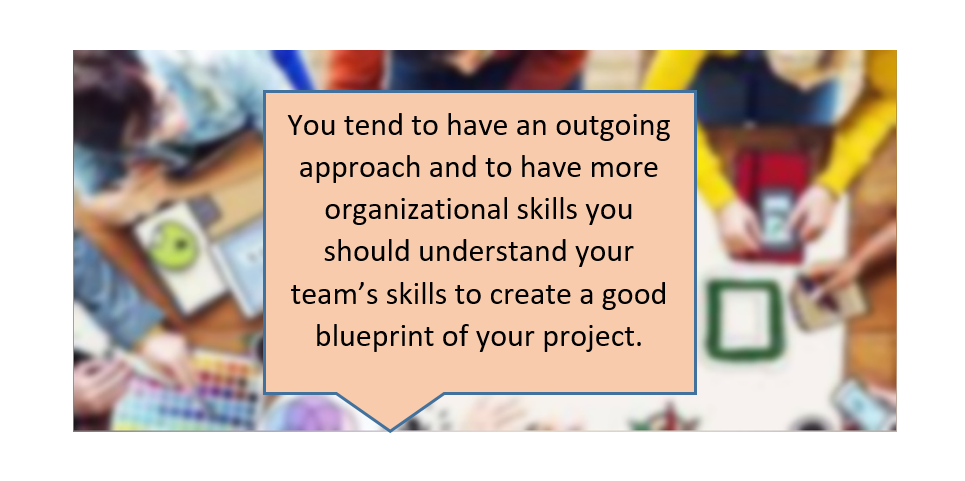 You tend to have an outgoing
approach and to have more
organizational skills you
should understand your
team’s skills to create a good
blueprint of your project.